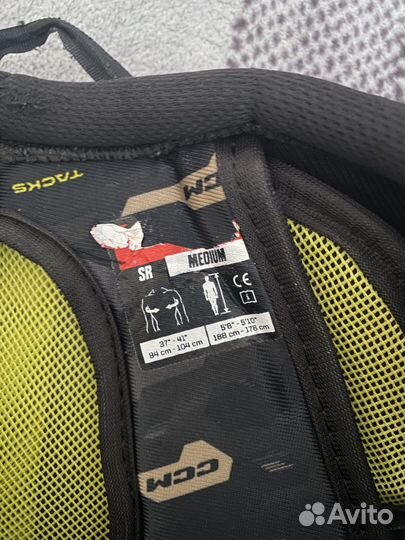 TACKS
CCM
SR
MEDIUM
CE
37" - 41"
94 cm - 104 cm
5'6" - 5'10"
168 cm - 178 cm
CCM
Avito